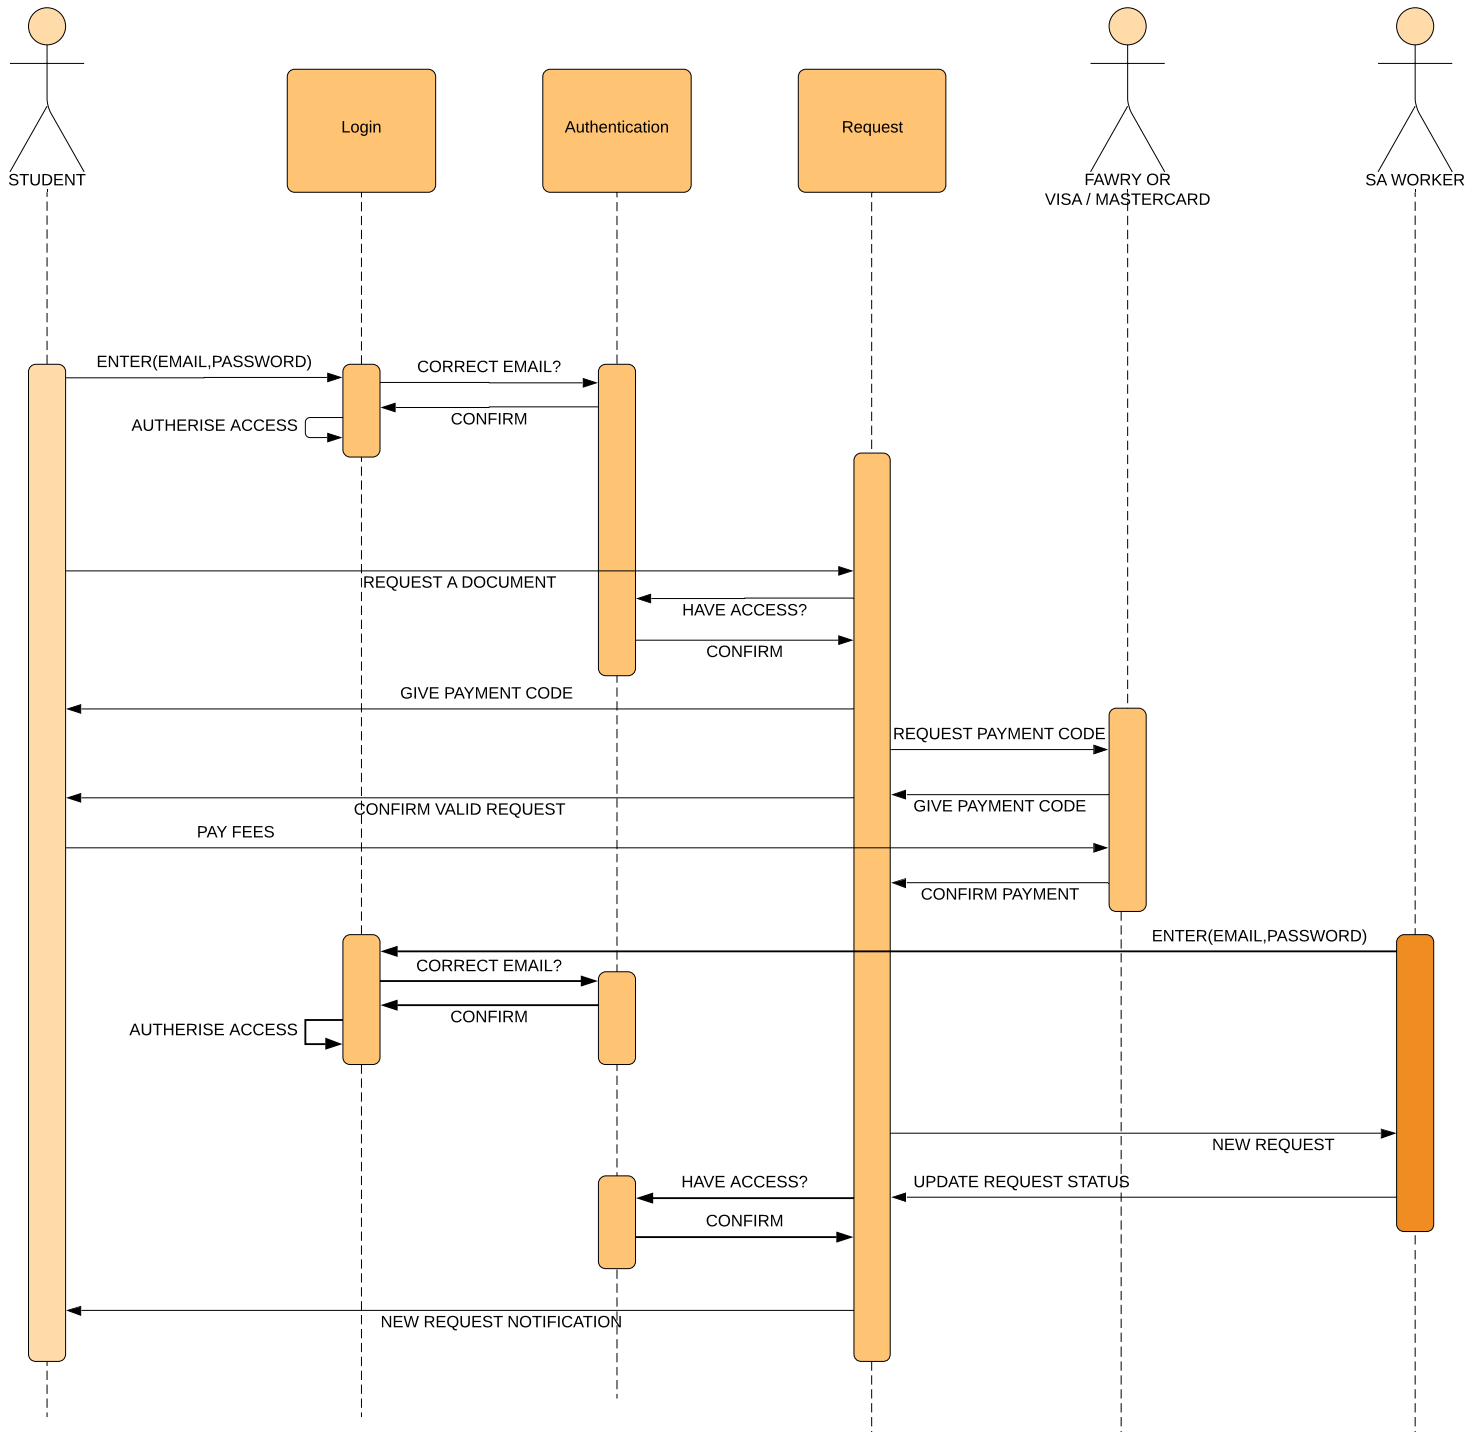 STUDENT
Login
Authentication
Request
FAWRY OR
VISA / MASTERCARD
SA WORKER
ENTER(EMAIL,PASSWORD)
CORRECT EMAIL?
CONFIRM
AUTHERISE ACCESS
REQUEST A DOCUMENT
HAVE ACCESS?
CONFIRM
GIVE PAYMENT CODE
REQUEST PAYMENT CODE
GIVE PAYMENT CODE
CONFIRM VALID REQUEST
PAY FEES
CONFIRM PAYMENT
ENTER(EMAIL,PASSWORD)
CORRECT EMAIL?
CONFIRM
AUTHERISE ACCESS
NEW REQUEST
HAVE ACCESS?
UPDATE REQUEST STATUS
CONFIRM
NEW REQUEST NOTIFICATION